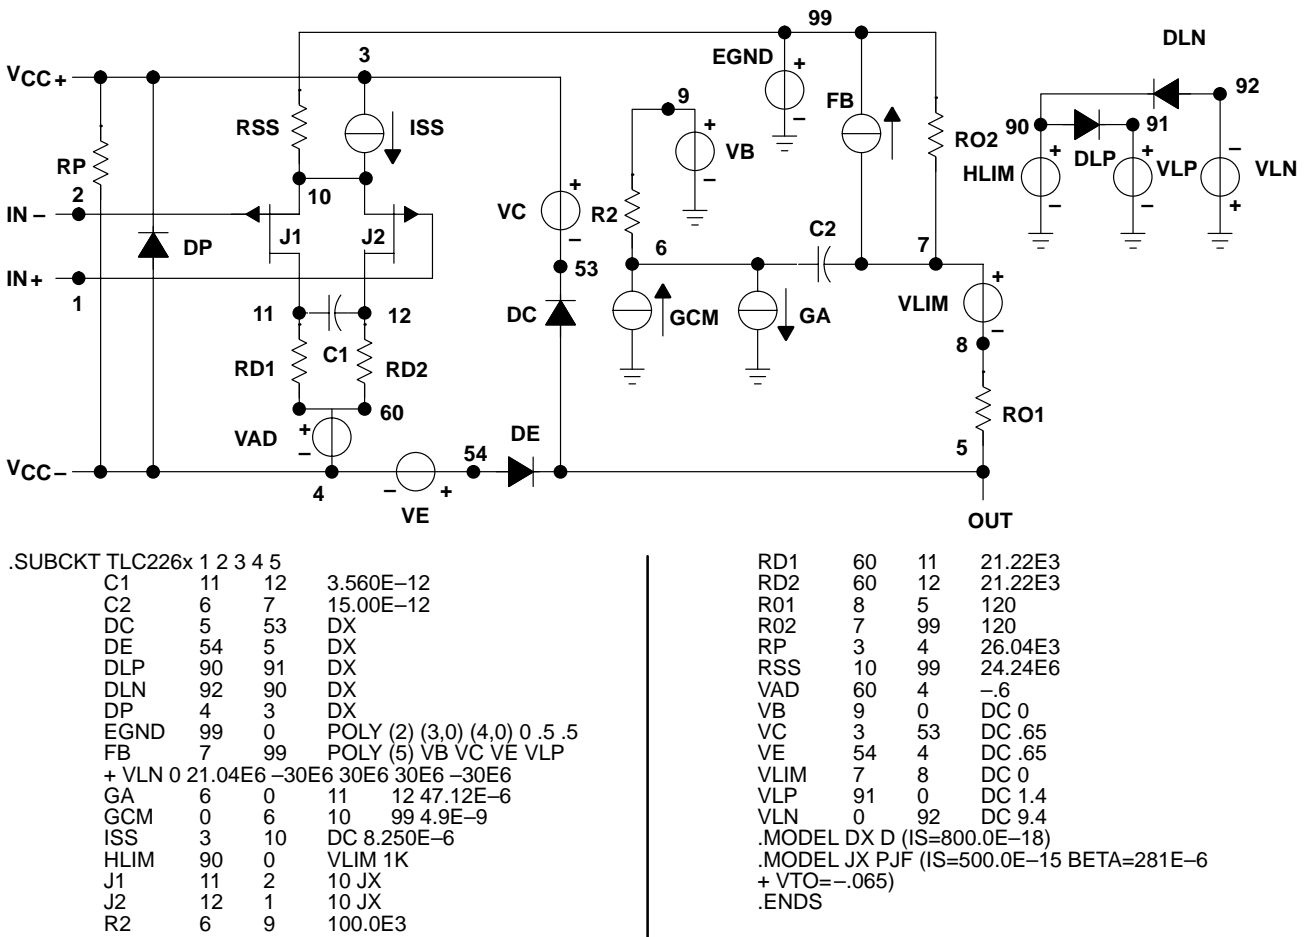 99
DLN
3
EGND
+
VCC+
92
9
FB
RSS
ISS
+
VB
–
RO2
90
91
–
RP
DLP
+
+
HLIM
VLP
VLN
–
–
+
2
10
IN –
+
VC
–
R2
C2
J1
J2
DP
6
7
IN+
53
1
+
VLIM
–
11
12
DC
GCM
GA
8
C1
RD1
RD2
60
RO1
VAD
+
–
DE
54
5
VCC–
4
–
+
VE
OUT
.SUBCKT TLC226x 1 2 3 4 5
C1 11 12 3.560E–12
C2 6 7 15.00E–12
DC 5 53 DX
DE 54 5 DX
DLP 90 91 DX
DLN 92 90 DX
DP 4 3 DX
EGND 99 0 POLY (2) (3,0) (4,0) 0 .5 .5
FB 7 99 POLY (5) VB VC VE VLP
+ VLN 0 21.04E6 –30E6 30E6 30E6 –30E6
GA 6 0 11 12 47.12E–6
GCM 0 6 10 99 4.9E–9
ISS 3 10 DC 8.250E–6
HLIM 90 0 VLIM 1K
J1 11 2 10 JX
J2 12 1 10 JX
R2 6 9 100.0E3
RD1 60 11 21.22E3
RD2 60 12 21.22E3
R01 8 5 120
R02 7 99 120
RP 3 4 26.04E3
RSS 10 99 24.24E6
VAD 60 4 –.6
VB 9 0 DC 0
VC 3 53 DC .65
VE 54 4 DC .65
VLIM 7 8 DC 0
VLP 91 0 DC 1.4
VLN 0 92 DC 9.4
.MODEL DX D (IS=800.0E–18)
.MODEL JX PJF (IS=500.0E–15 BETA=281E–6
+ VTO=–.065)
.ENDS